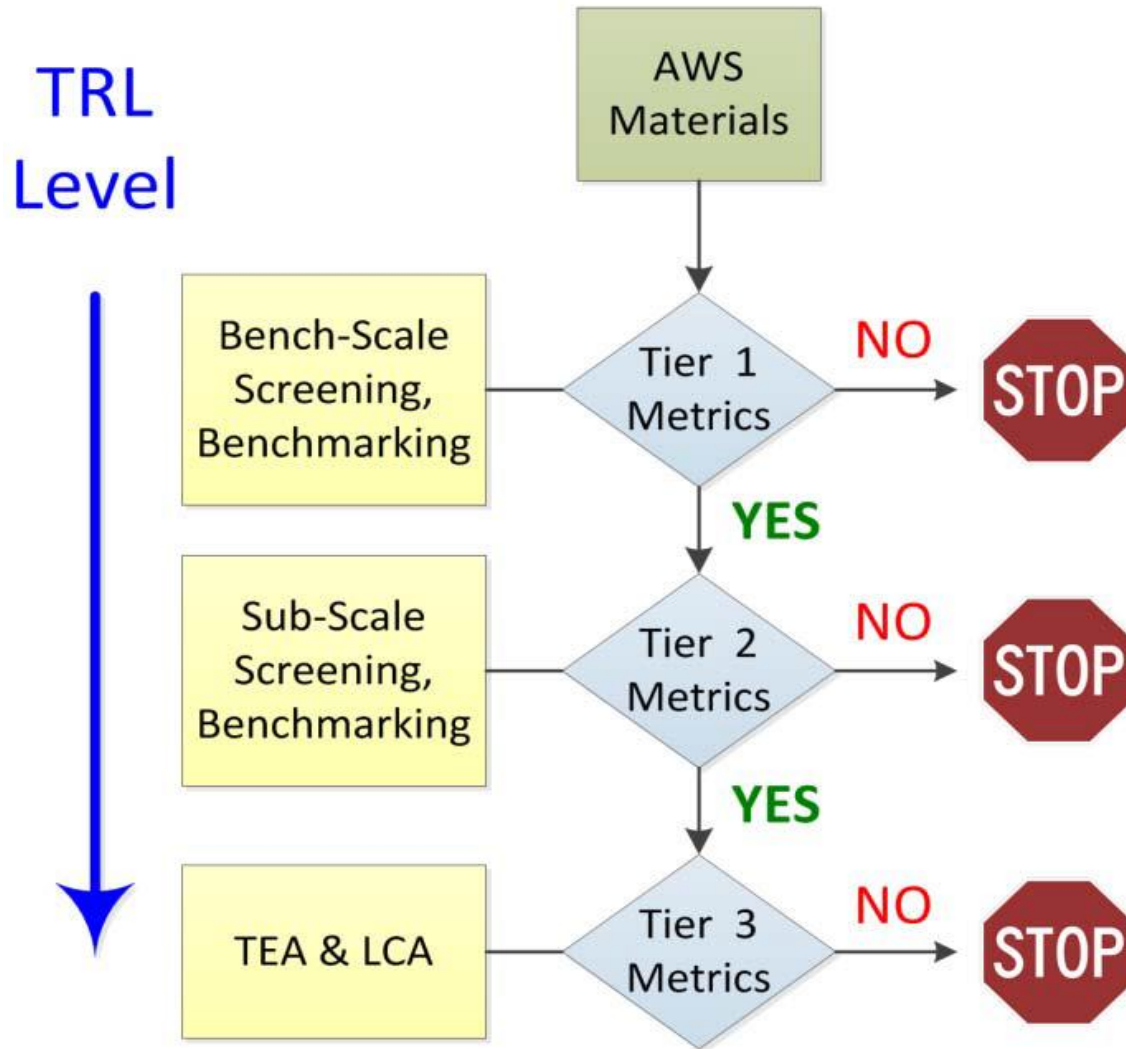 TRL
Level
AWS
Materials
Bench-Scale
Screening,
Benchmarking
Tier 1
Metrics
NO
STOP
YES
Sub-Scale
Screening,
Benchmarking
Tier 2
Metrics
NO
STOP
YES
TEA & LCA
Tier 3
Metrics
NO
STOP